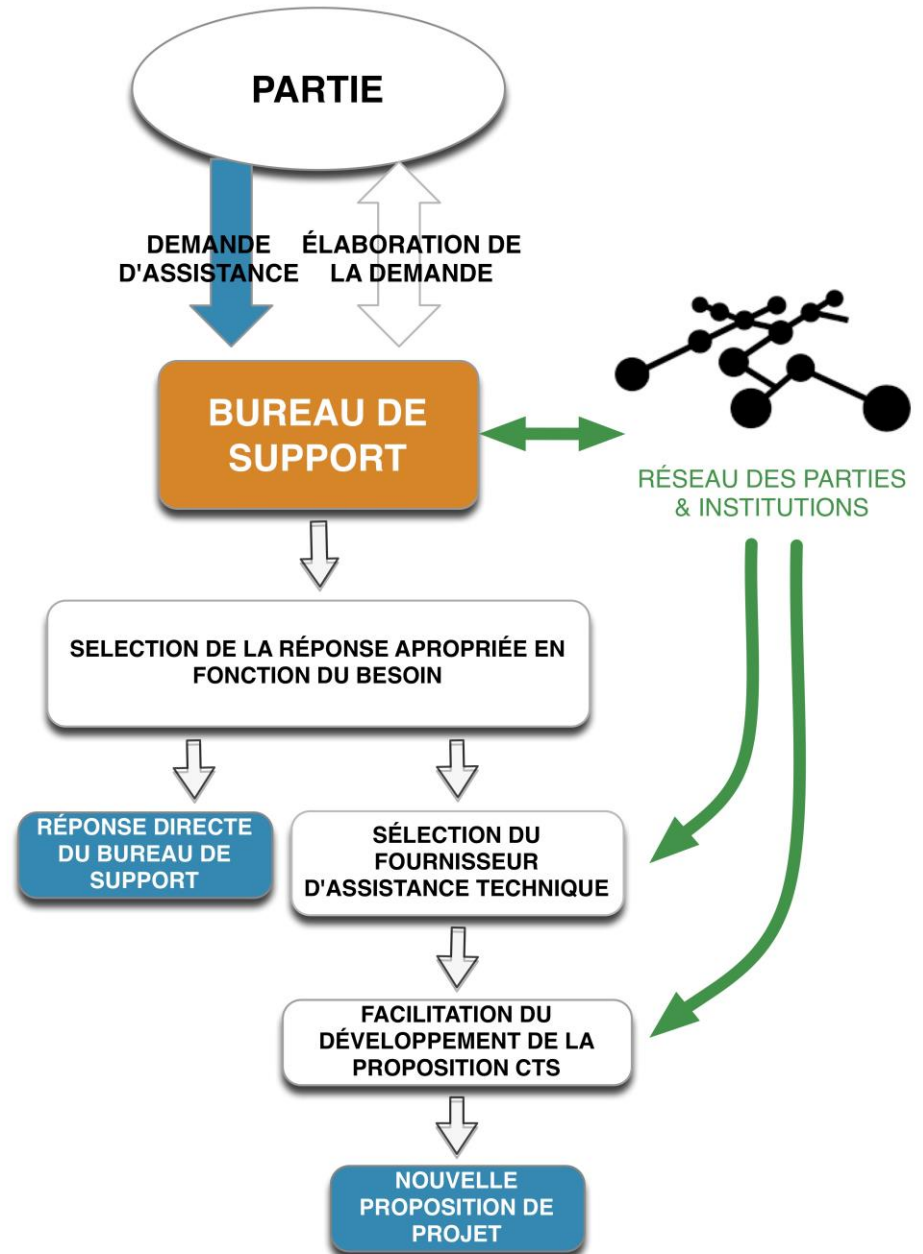 PARTIE
DEMANDE
D'ASSISTANCE
ÉLABORATION DE
LA DEMANDE
BUREAU DE
SUPPORT
RÉSEAU DES PARTIES
& INSTITUTIONS
SELECTION DE LA RÉPONSE APROPRIÉE EN
FONCTION DU BESOIN
RÉPONSE DIRECTE
DU BUREAU DE
SUPPORT
SÉLECTION DU
FOURNISSEUR
D'ASSISTANCE TECHNIQUE
FACILITATION DU
DÉVELOPPEMENT DE LA
PROPOSITION CTS
NOUVELLE
PROPOSITION DE
PROJET